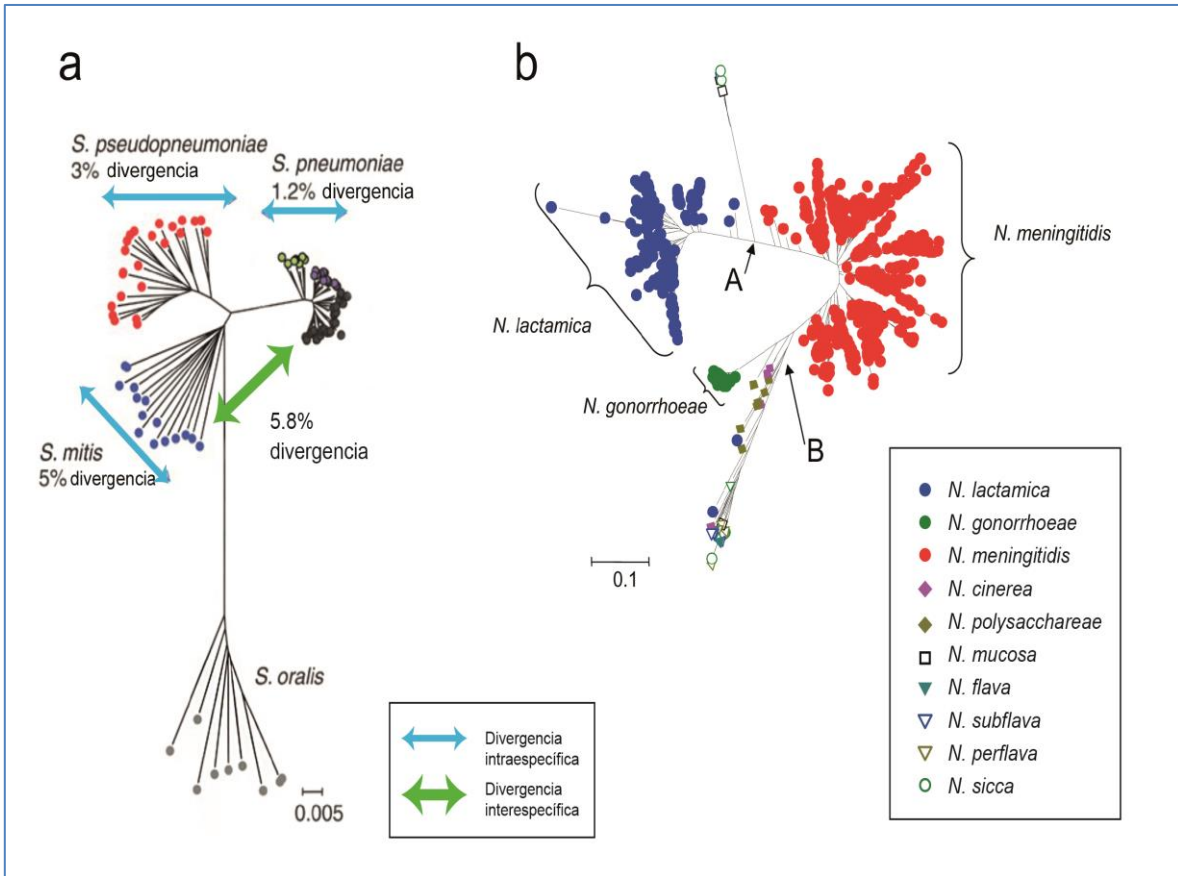 a
S. pseudopneumoniae
3% divergencia
S. pneumoniae
1.2% divergencia
5.8%
divergencia
S. mitis
5% divergencia
S. oralis
0.005
Divergencia
intraespecífica
Divergencia
interespecífica
b
N. meningitidis
A
N. lactamica
N. gonorrhoeae
B
0.1
N. lactamica
N. gonorrhoeae
N. meningitidis
N. cinerea
N. polysacchareae
N. mucosa
N. flava
N. subflava
N. perflava
N. sicca